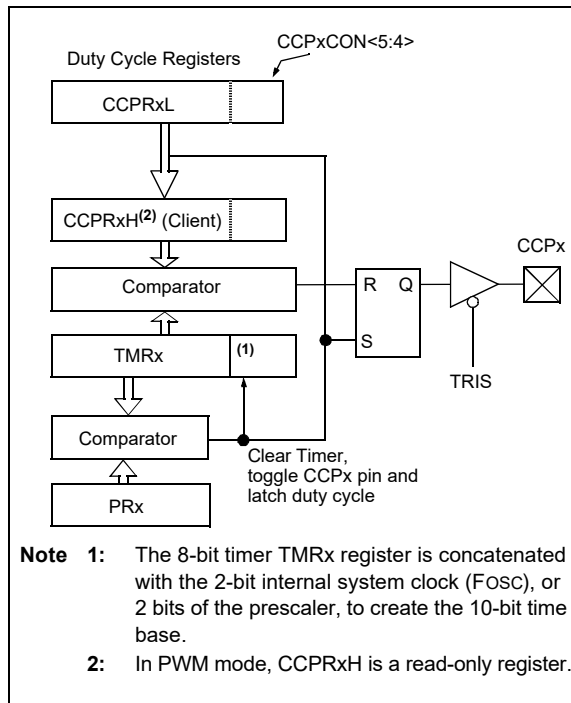 CCPxCON<5:4>
Duty Cycle Registers
CCPRxL
CCPRxH(2) (Client)
CCPx
Comparator
R Q
TMRx (1)
S
TRIS
Comparator
Clear Timer,
toggle CCPx pin and
latch duty cycle
PRx
Note 1: The 8-bit timer TMRx register is concatenated
with the 2-bit internal system clock (FOSC), or
2 bits of the prescaler, to create the 10-bit time
base.
2: In PWM mode, CCPRxH is a read-only register.